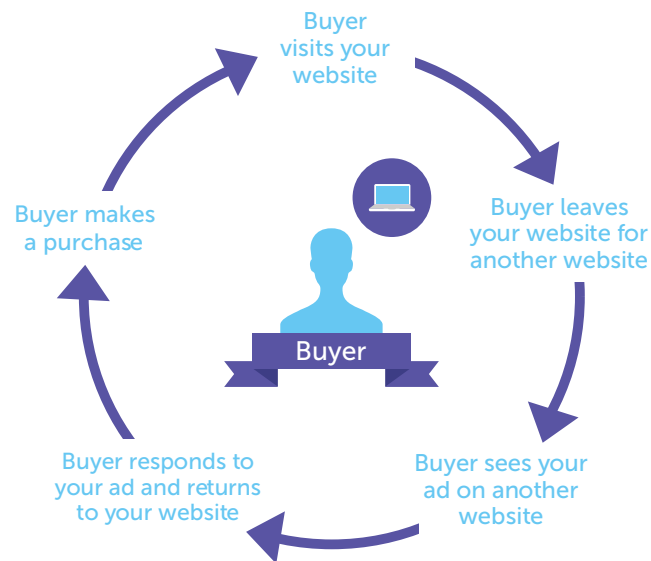 Buyer
visits your
website
Buyer leaves
your website for
another website
Buyer sees your
ad on another
website
Buyer responds to
your ad and returns
to your website
Buyer makes
a purchase
Buyer